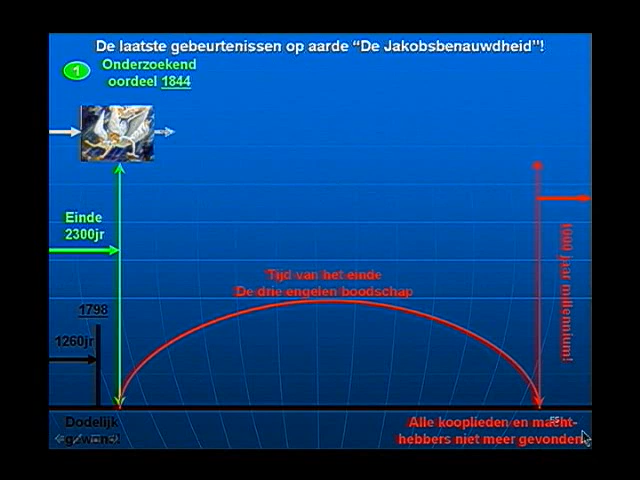 De laatste gebeurtenissen op aarde “De Jakobsbenauwdheid”!
1
Onderzoekend
oordeel 1844
Einde
2300jr
Tijd van het einde
De drie engelen boodschap
1000 jaar millennium!
1798
1260jr
Dodelijk
gewond!
Alle kooplieden en macht-
hebbers niet meer gevonden